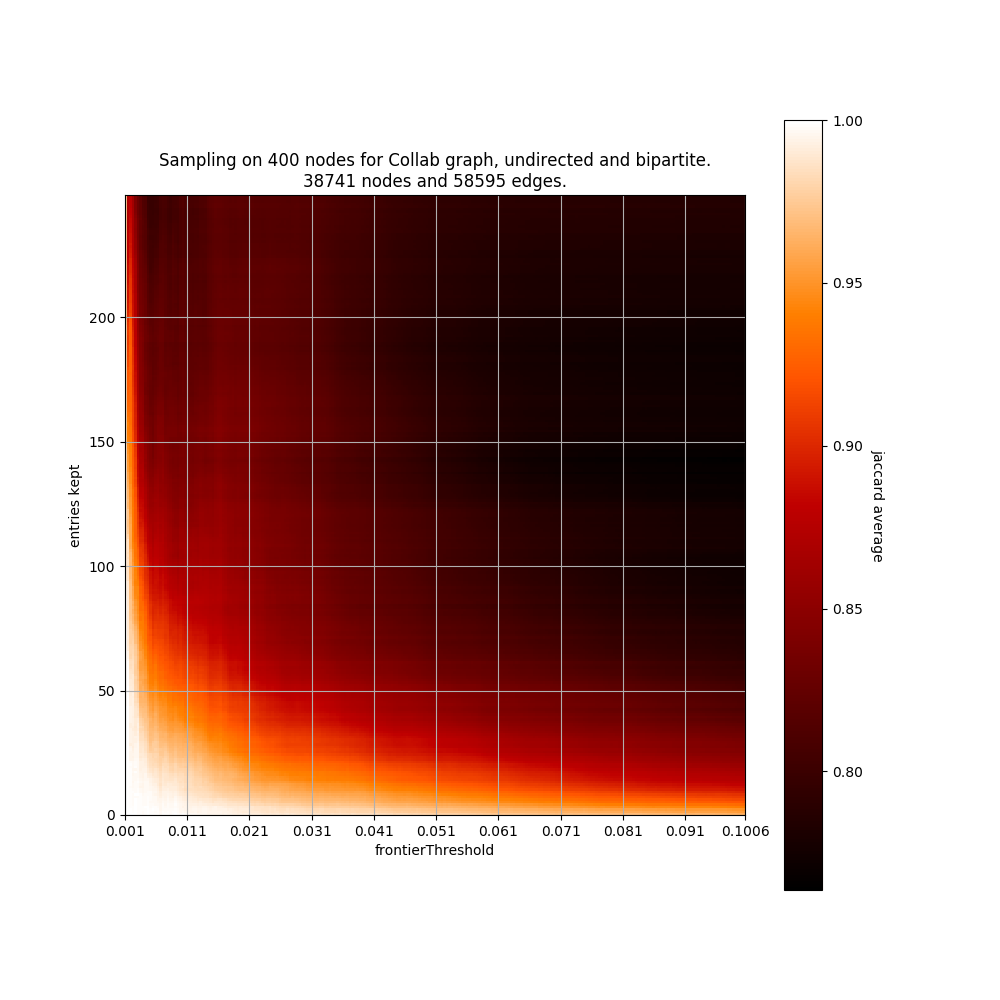 Sampling on 400 nodes for Collab graph, undirected and bipartite.
38741 nodes and 58595 edges.
1.00
0.95
0.90
0.85
0.80
jaccard average
200
150
100
50
0
entries kept
0.001 0.011 0.021 0.031 0.041 0.051 0.061 0.071 0.081 0.091 0.1006
frontierThreshold